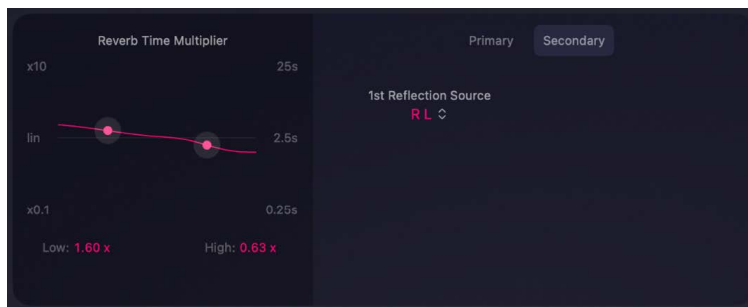 Reverb Time Multiplier
x10 25s
lin 2.5s
x0.1 0.25s
Low: 1.60 x High: 0.63 x
Primary Secondary
1st Reflection Source
R L